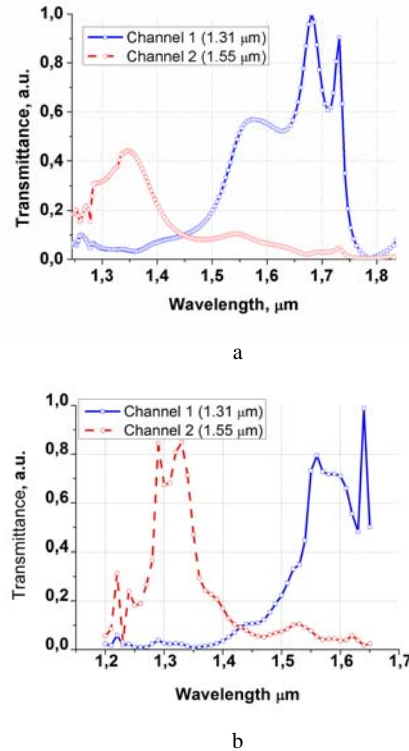 1,0
0,8
0,6
0,4
0,2
0,0
Transmittance, a.u.
Channel 1 (1.31 μm)
Channel 2 (1.55 μm)
1,3 1,4 1,5 1,6 1,7 1,8
Wavelength, μm
a
1,0
0,8
0,6
0,4
0,2
0,0
Transmittance, a.u.
Channel 1 (1.31 μm)
Channel 2 (1.55 μm)
1,2 1,3 1,4 1,5 1,6 1,7
Wavelength μm
b